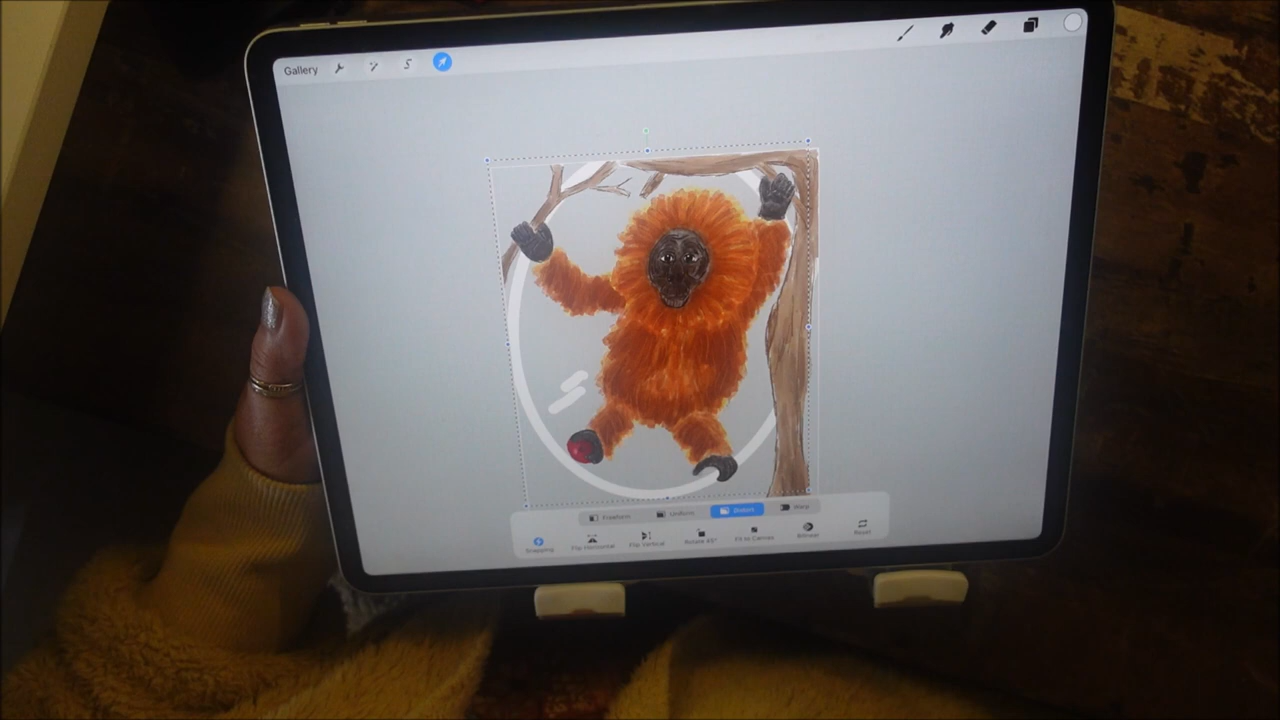 Gallery
Freeform Uniform Distort Warp
Snapping Flip Horizontal Flip Vertical Rotate 45° Fit to Canvas Bilinear Reset